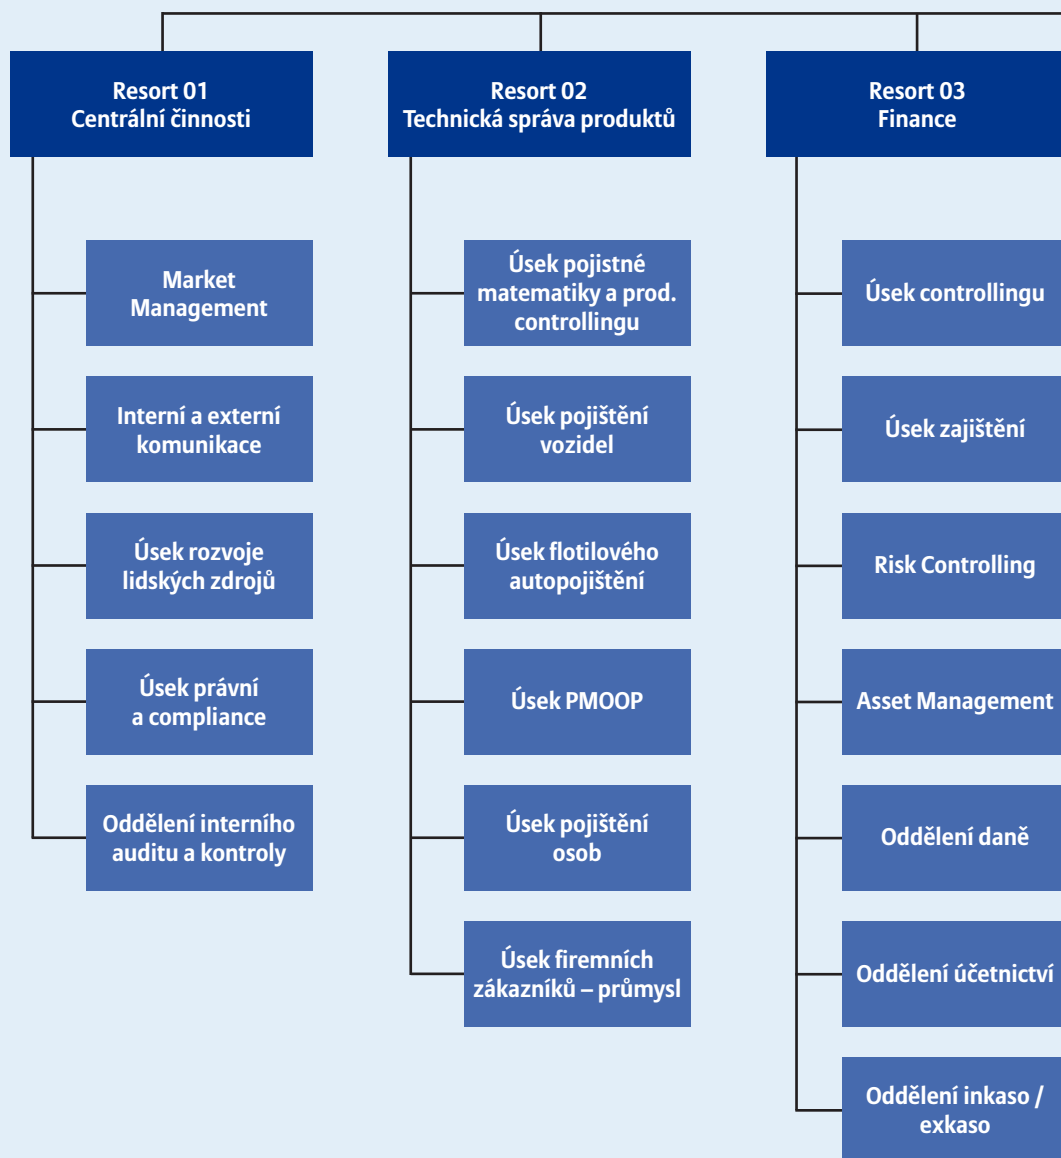 Resort 01
Centrální činnosti
Market
Management
Interní a externí
komunikace
Úsek rozvoje
lidských zdrojů
Úsek právní
a compliance
Oddělení interního
auditu a kontroly
Resort 02
Technická správa produktů
Úsek pojistné
matematiky a prod.
controllingu
Úsek pojištění
vozidel
Úsek flotilového
autopojištění
Úsek PMOOP
Úsek pojištění
osob
Úsek firemních
zákazníků – průmysl
Resort 03
Finance
Úsek controllingu
Úsek zajištění
Risk Controlling
Asset Management
Oddělení daně
Oddělení účetnictví
Oddělení inkaso /
exkaso